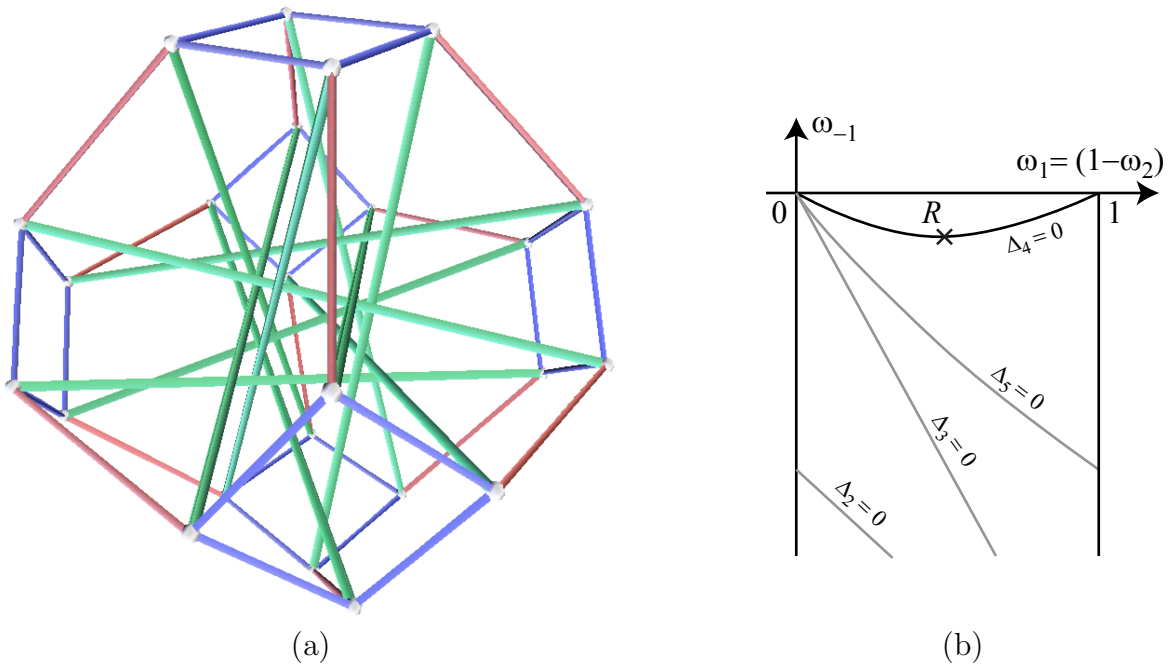 ω₋₁
ω₁= (1−ω₂)
0
R
1
Δ₄ = 0
Δ₅ = 0
Δ₃ = 0
Δ₂ = 0
(a)
(b)